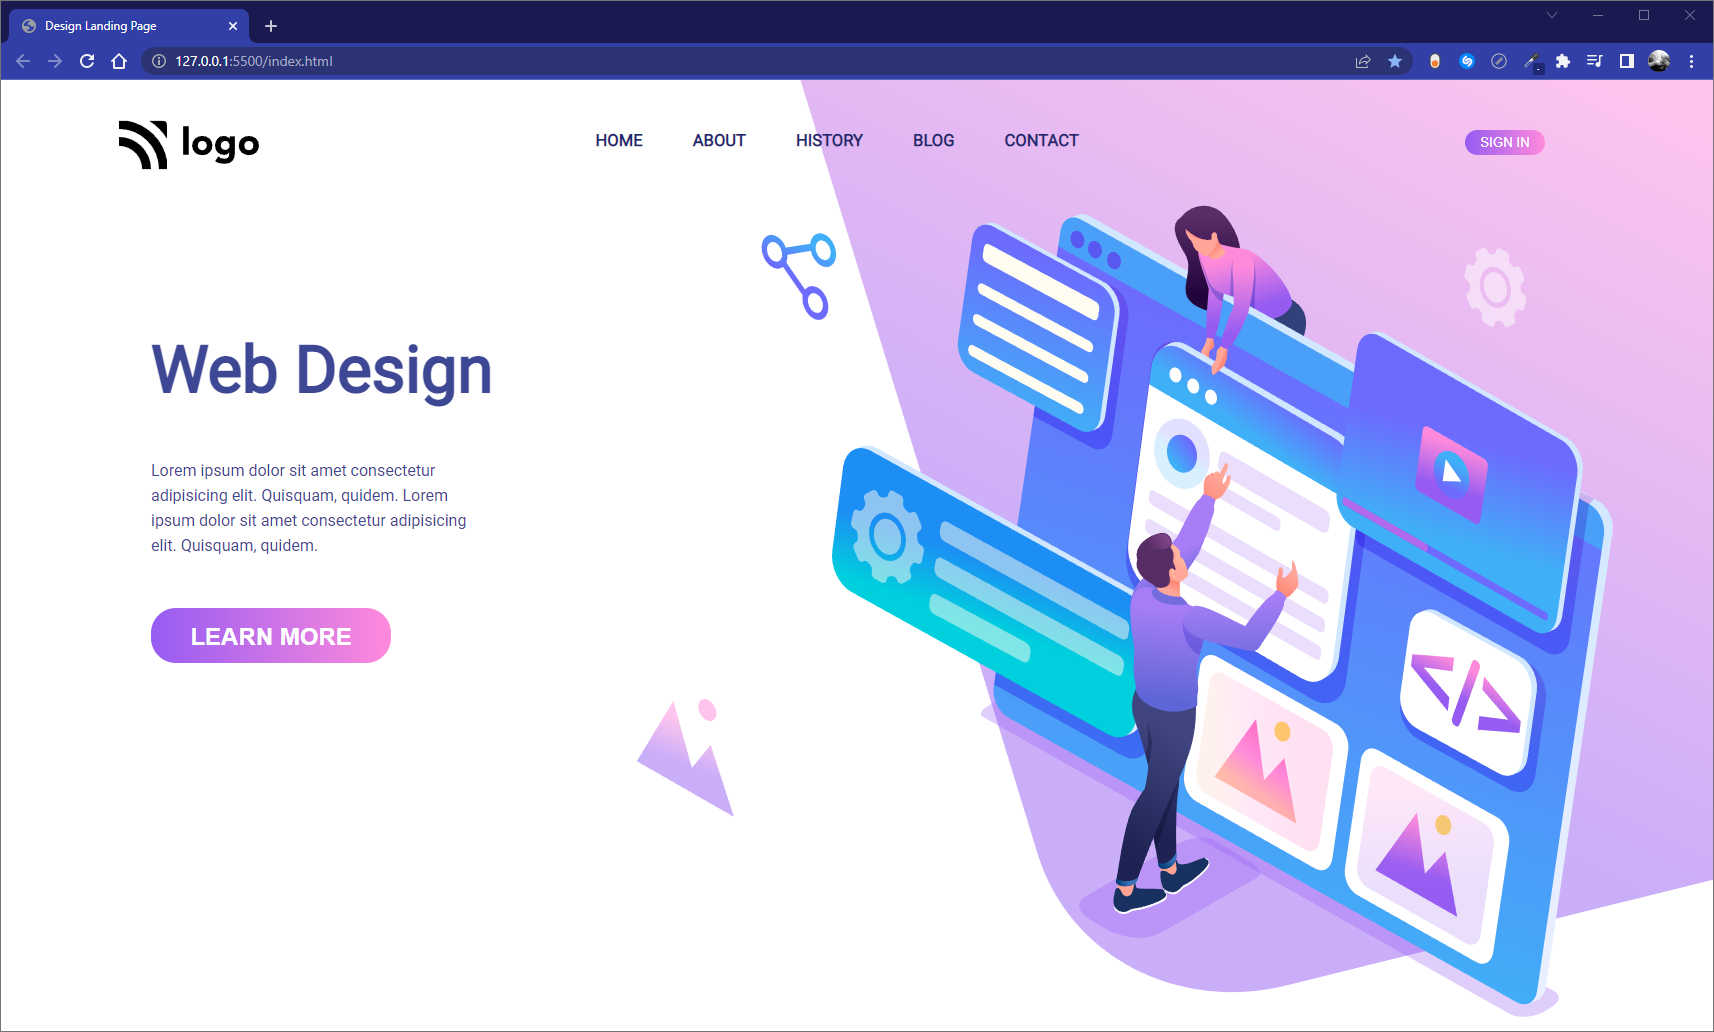 Design Landing Page
127.0.0.1:5500/index.html
logo
HOME ABOUT HISTORY BLOG CONTACT
SIGN IN
Web Design
Lorem ipsum dolor sit amet consectetur
adipisicing elit. Quisquam, quidem. Lorem
ipsum dolor sit amet consectetur adipisicing
elit. Quisquam, quidem.
LEARN MORE
<//>